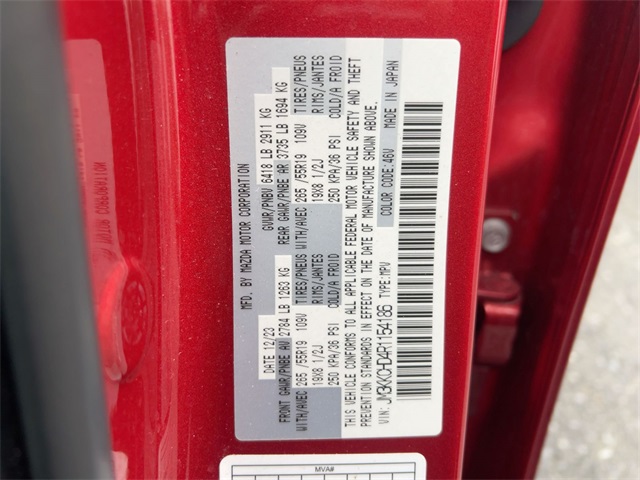 MFD. BY MAZDA MOTOR CORPORATION
DATE 12/23 GVWR/PNBV 6418 LB 2911 KG
FRONT GAWR/PNBE AV 2784 LB 1263 KG REAR GAWR/PNBE AR 3735 LB 1694 KG
WITH/AVEC 265 /55R19 109V TIRES/PNEUS WITH/AVEC 265 /55R19 109V TIRES/PNEUS
19X8 1/2J RIMS/JANTES 19X8 1/2J RIMS/JANTES
250 KPA/36 PSI COLD/A FROID 250 KPA/36 PSI COLD/A FROID
THIS VEHICLE CONFORMS TO ALL APPLICABLE FEDERAL MOTOR VEHICLE SAFETY AND THEFT
PREVENTION STANDARDS IN EFFECT ON THE DATE OF MANUFACTURE SHOWN ABOVE.
VIN: JM3KKCHD4R1154186 TYPE:MPV COLOR CODE:46V MADE IN JAPAN
MVA#